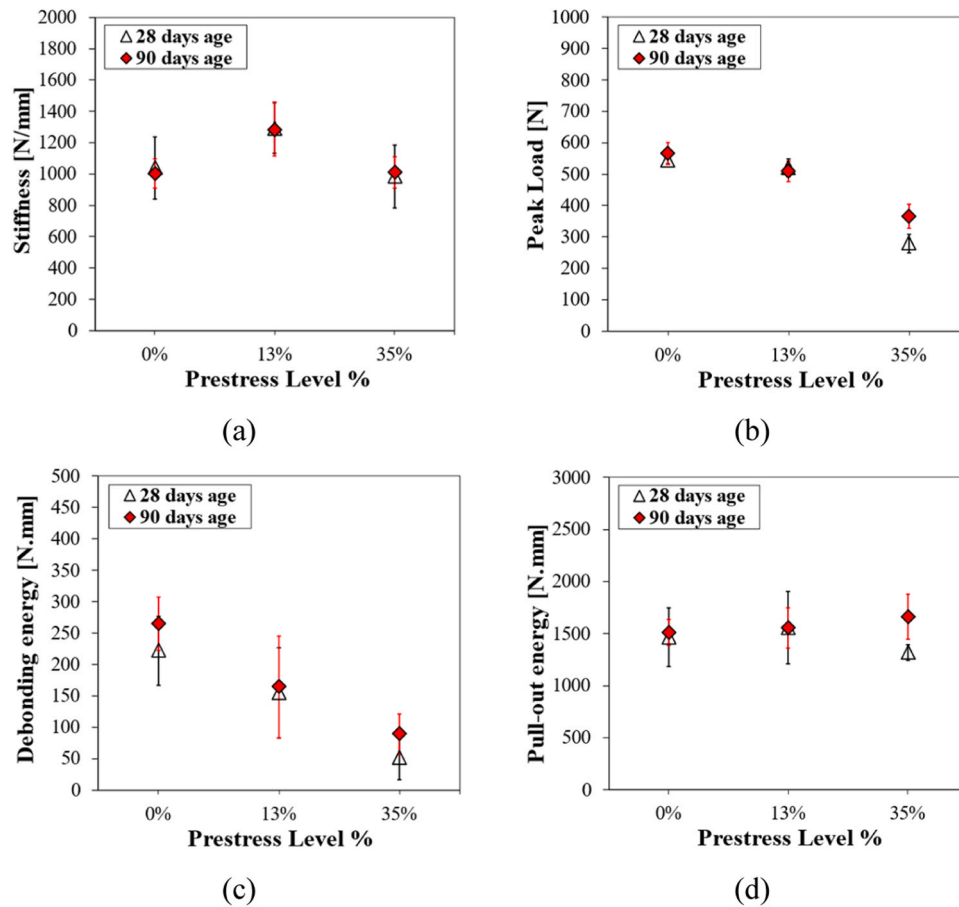 2000
1800
1600
1400
1200
1000
800
600
400
200
0
Stiffness [N/mm]
28 days age
90 days age
0% 13% 35%
Prestress Level %
(a)
1000
900
800
700
600
500
400
300
200
100
0
Peak Load [N]
28 days age
90 days age
0% 13% 35%
Prestress Level %
(b)
500
450
400
350
300
250
200
150
100
50
0
Debonding energy [N.mm]
28 days age
90 days age
0% 13% 35%
Prestress Level %
(c)
3000
2500
2000
1500
1000
500
0
Pull-out energy [N.mm]
28 days age
90 days age
0% 13% 35%
Prestress Level %
(d)